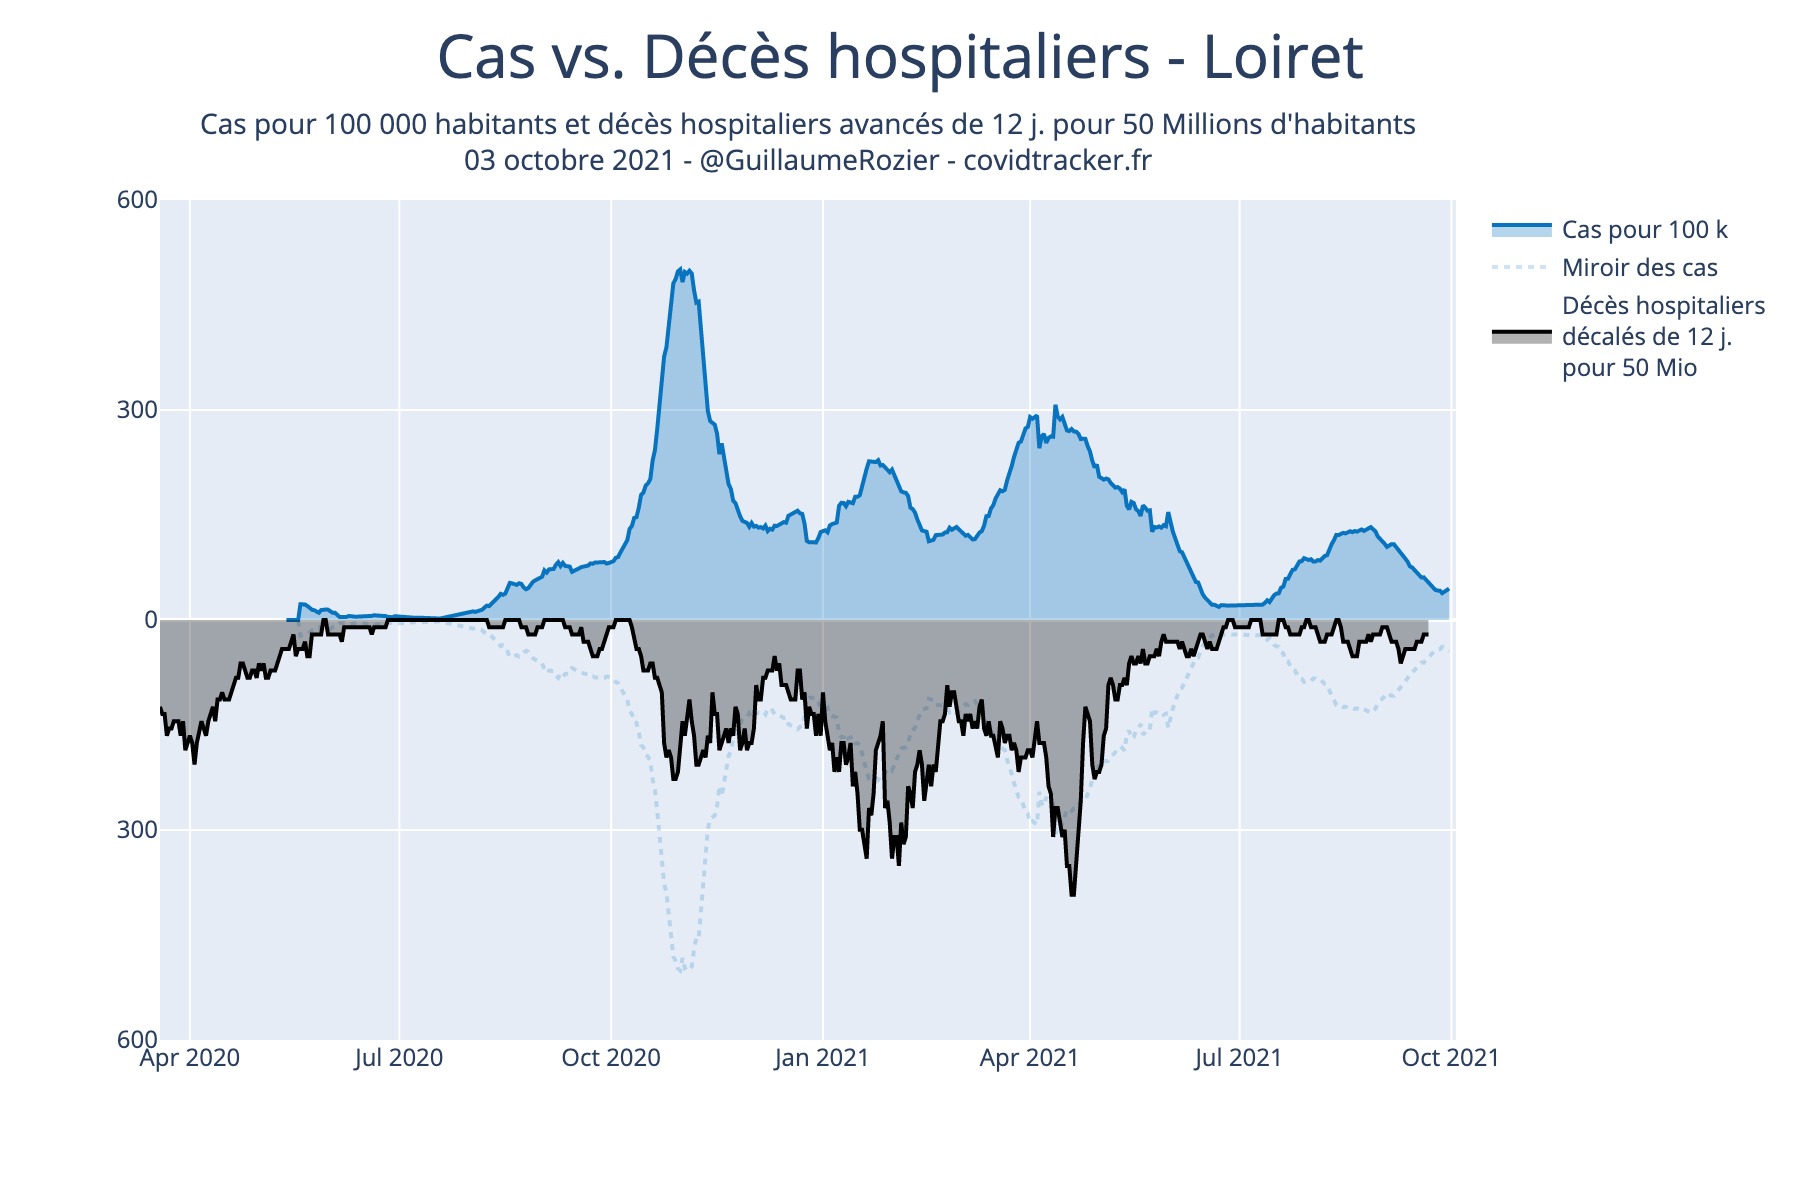 Cas vs. Décès hospitaliers - Loiret
Cas pour 100 000 habitants et décès hospitaliers avancés de 12 j. pour 50 Millions d'habitants
03 octobre 2021 - @GuillaumeRozier - covidtracker.fr
600
300
0
300
600
Apr 2020
Jul 2020
Oct 2020
Jan 2021
Apr 2021
Jul 2021
Oct 2021
Cas pour 100 k
Miroir des cas
Décès hospitaliers
décalés de 12 j.
pour 50 Mio